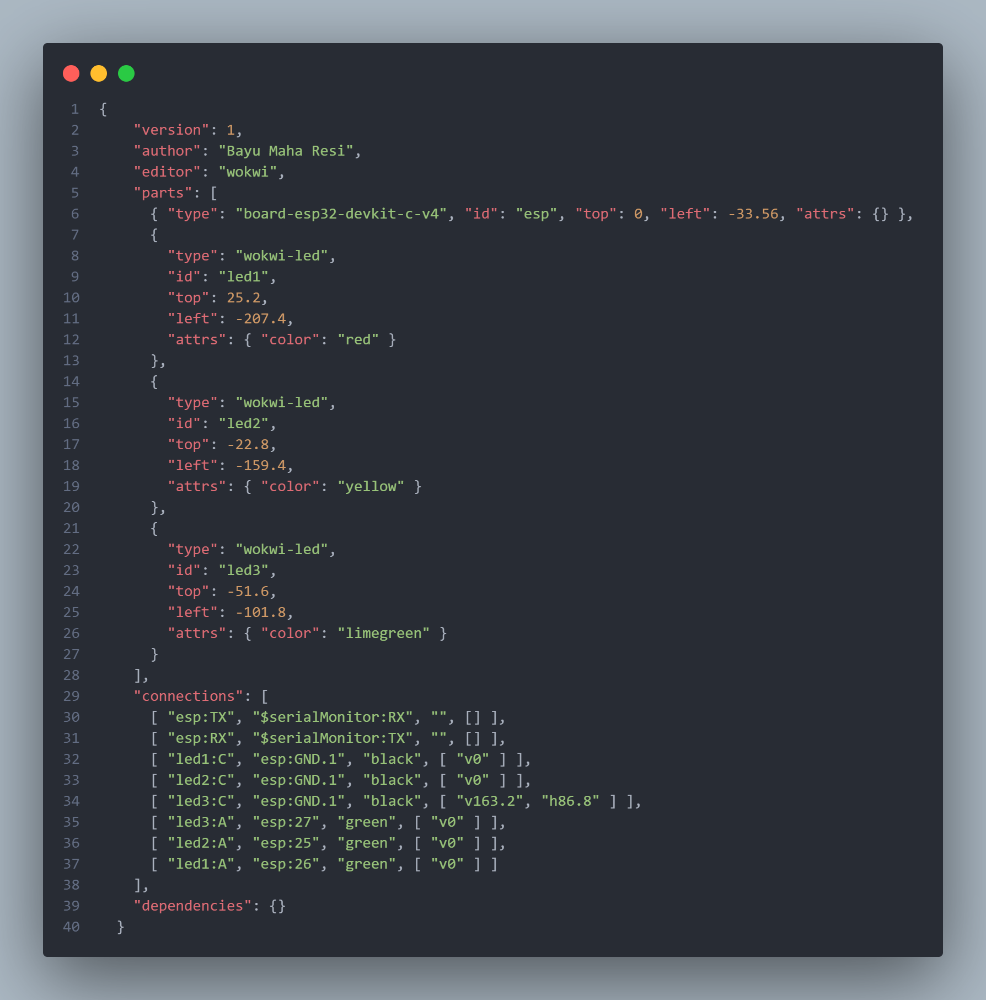 1 {
2     "version": 1,
3     "author": "Bayu Maha Resi",
4     "editor": "wokwi",
5     "parts": [
6       { "type": "board-esp32-devkit-c-v4", "id": "esp", "top": 0, "left": -33.56, "attrs": {} },
7       {
8         "type": "wokwi-led",
9         "id": "led1",
10         "top": 25.2,
11         "left": -207.4,
12         "attrs": { "color": "red" }
13       },
14       {
15         "type": "wokwi-led",
16         "id": "led2",
17         "top": -22.8,
18         "left": -159.4,
19         "attrs": { "color": "yellow" }
20       },
21       {
22         "type": "wokwi-led",
23         "id": "led3",
24         "top": -51.6,
25         "left": -101.8,
26         "attrs": { "color": "limegreen" }
27       }
28     ],
29     "connections": [
30       [ "esp:TX", "$serialMonitor:RX", "", [] ],
31       [ "esp:RX", "$serialMonitor:TX", "", [] ],
32       [ "led1:C", "esp:GND.1", "black", [ "v0" ] ],
33       [ "led2:C", "esp:GND.1", "black", [ "v0" ] ],
34       [ "led3:C", "esp:GND.1", "black", [ "v163.2", "h86.8" ] ],
35       [ "led3:A", "esp:27", "green", [ "v0" ] ],
36       [ "led2:A", "esp:25", "green", [ "v0" ] ],
37       [ "led1:A", "esp:26", "green", [ "v0" ] ]
38     ],
39     "dependencies": {}
40   }